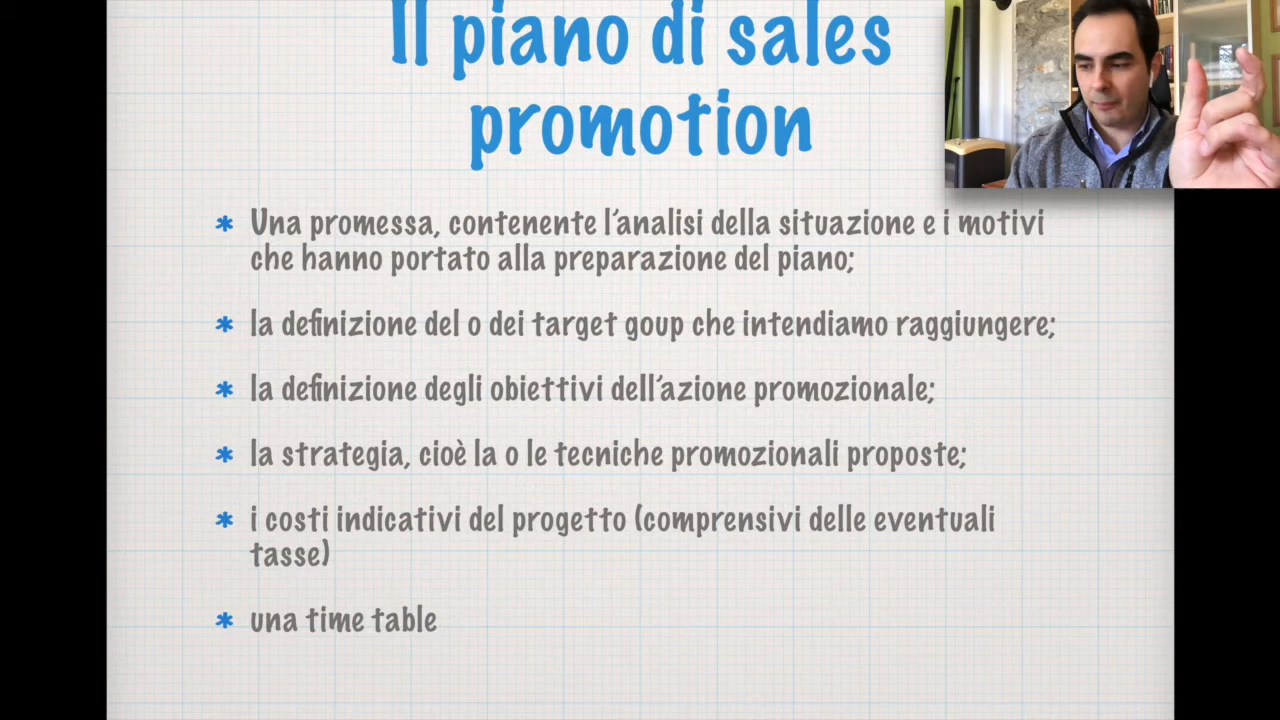 Il piano di sales
promotion
* Una promessa, contenente l'analisi della situazione e i motivi
che hanno portato alla preparazione del piano;
* la definizione del o dei target goup che intendiamo raggiungere;
* la definizione degli obiettivi dell'azione promozionale;
* la strategia, cioè la o le tecniche promozionali proposte;
* i costi indicativi del progetto (comprensivi delle eventuali
tasse)
* una time table